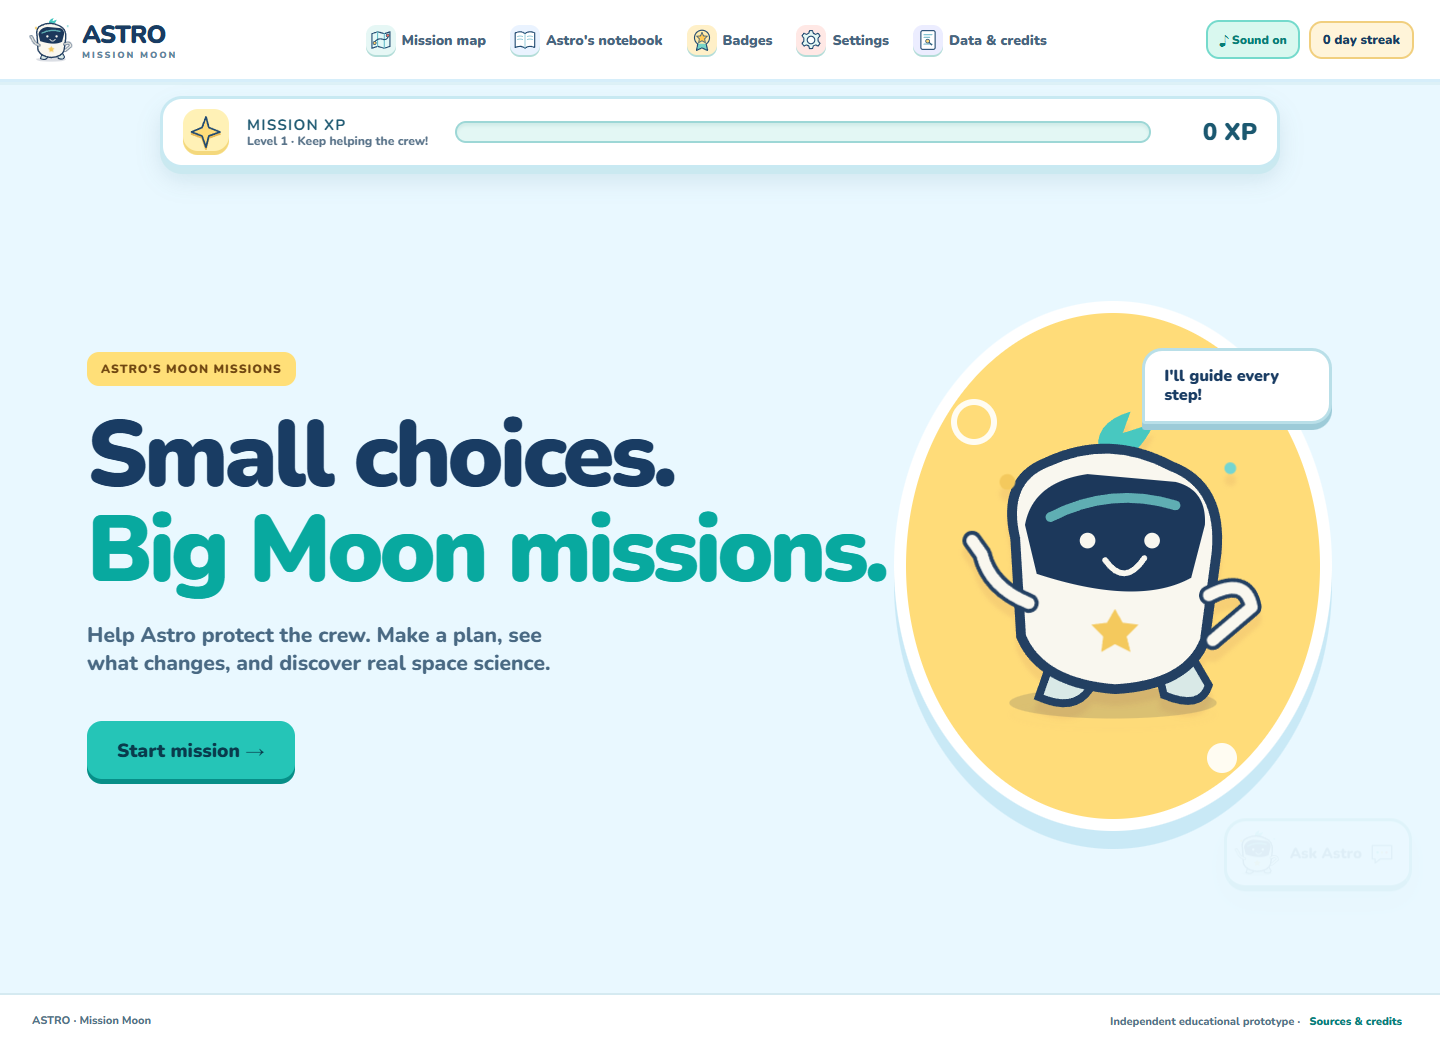 ASTRO
MISSION MOON
Mission map
Astro's notebook
Badges
Settings
Data & credits
♪ Sound on
0 day streak
MISSION XP
Level 1 · Keep helping the crew!
0 XP
ASTRO'S MOON MISSIONS
Small choices.
Big Moon missions.
Help Astro protect the crew. Make a plan, see
what changes, and discover real space science.
Start mission →
I'll guide every
step!
Ask Astro
ASTRO · Mission Moon
Independent educational prototype · Sources & credits